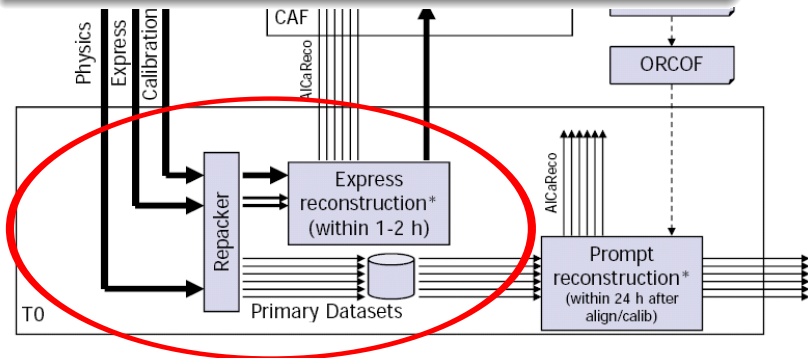 CAF
Physics
Express
Calibration
AlCaReco
ORCOF
AlCaReco
Repacker
Express
reconstruction*
(within 1-2 h)
Prompt
reconstruction*
(within 24 h after
align/calib)
Primary Datasets
T0